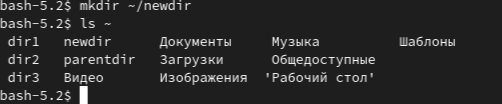 bash-5.2$ mkdir ~/newdir
bash-5.2$ ls ~
dir1 newdir Документы Музыка Шаблоны
dir2 parentdir Загрузки Общедоступные
dir3 Видео Изображения 'Рабочий стол'
bash-5.2$